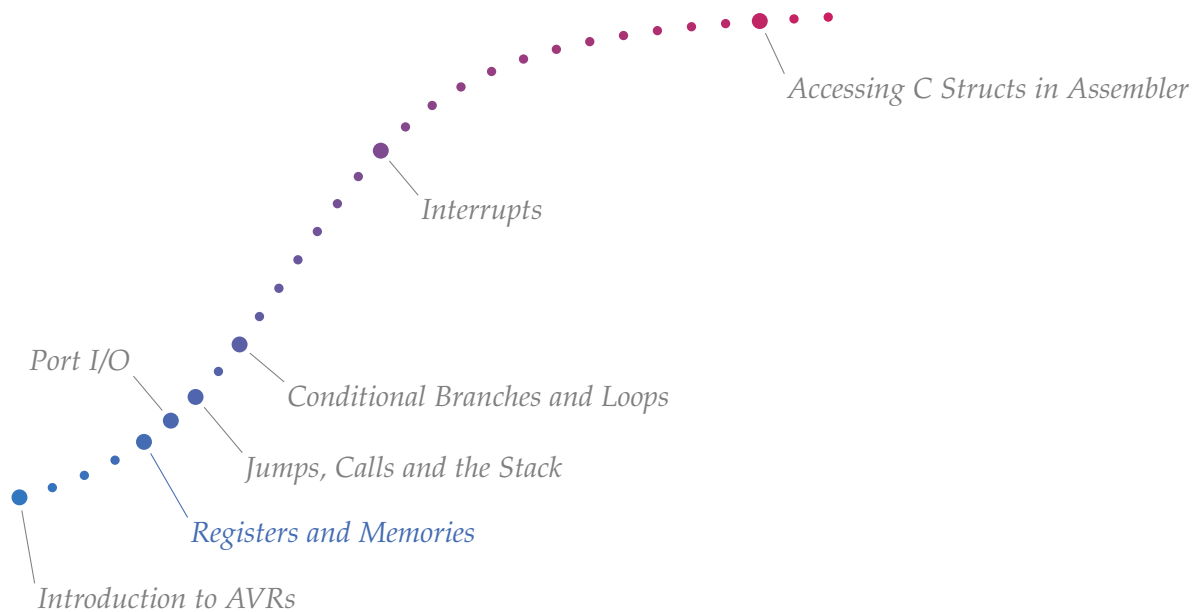 Accessing C Structs in Assembler
Interrupts
Port I/O
Conditional Branches and Loops
Jumps, Calls and the Stack
Registers and Memories
Introduction to AVRs